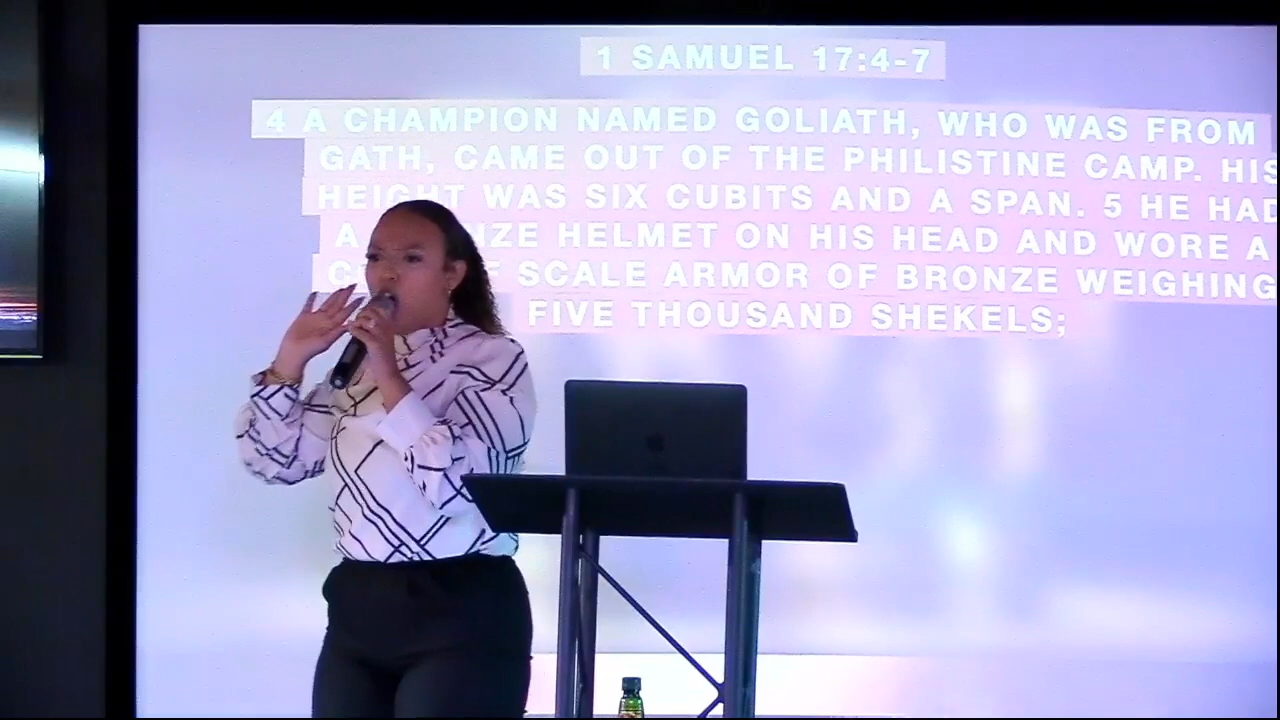 1 SAMUEL 17:4-7
4 A CHAMPION NAMED GOLIATH, WHO WAS FROM
GATH, CAME OUT OF THE PHILISTINE CAMP. HIS
HEIGHT WAS SIX CUBITS AND A SPAN. 5 HE HAD
A HELMET ON HIS HEAD AND WORE A
SCALE ARMOR OF BRONZE WEIGHING
FIVE THOUSAND SHEKELS;